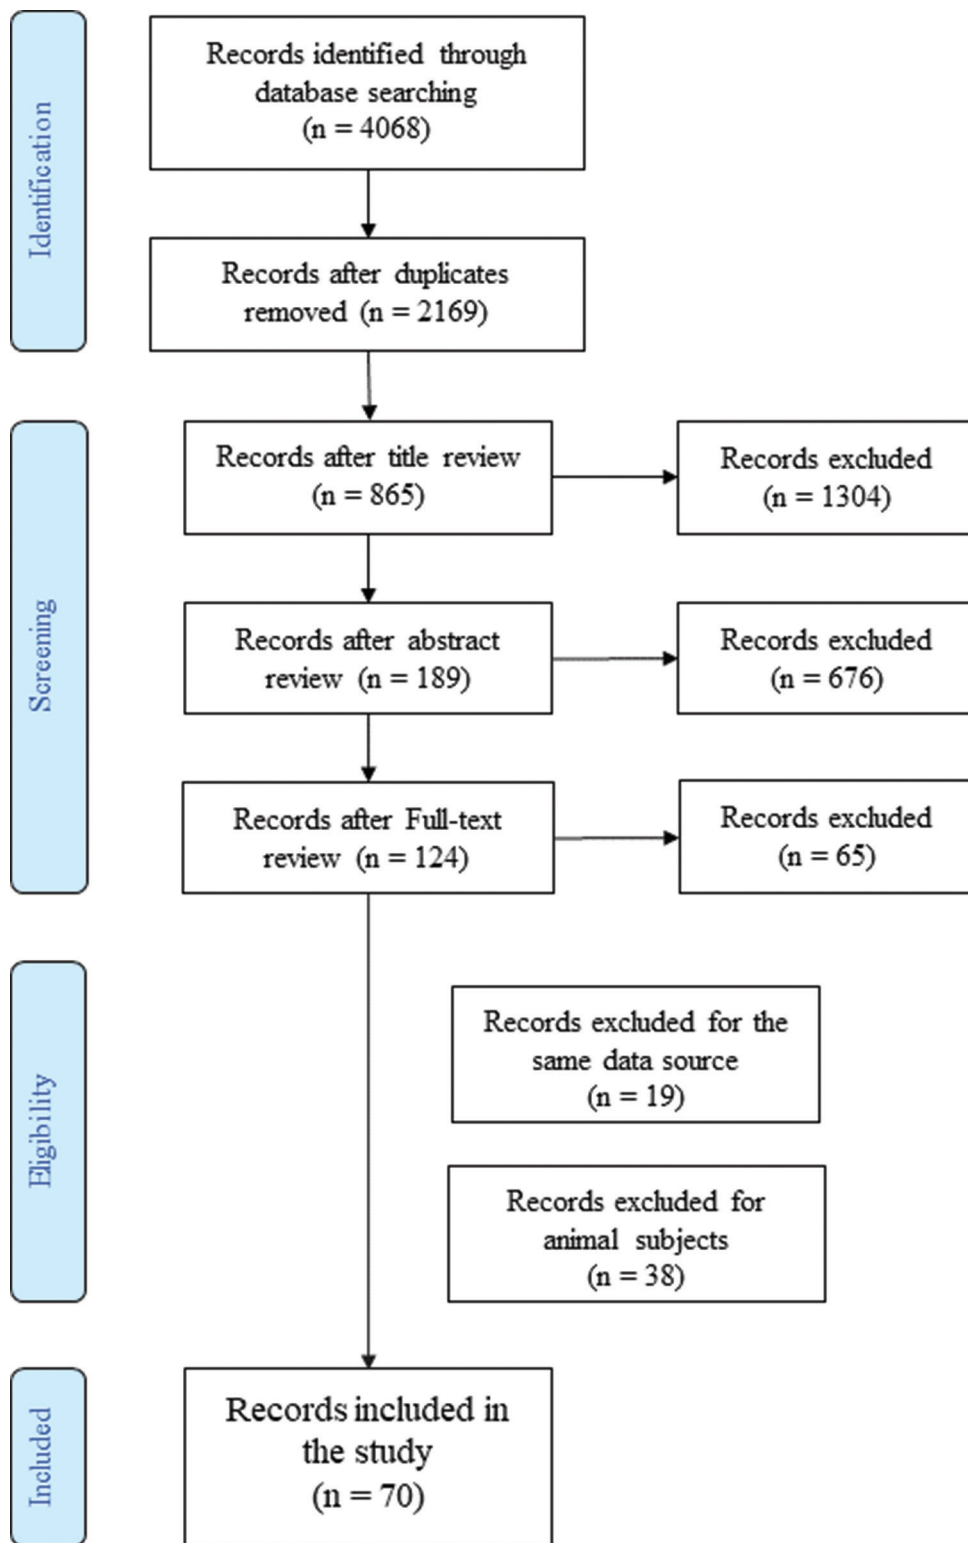 Identification
Records identified through
database searching
(n = 4068)
Records after duplicates
removed (n = 2169)
Screening
Records after title review
(n = 865)
Records excluded
(n = 1304)
Records after abstract
review (n = 189)
Records excluded
(n = 676)
Records after Full-text
review (n = 124)
Records excluded
(n = 65)
Eligibility
Records excluded for the
same data source
(n = 19)
Records excluded for
animal subjects
(n = 38)
Included
Records included in
the study
(n = 70)